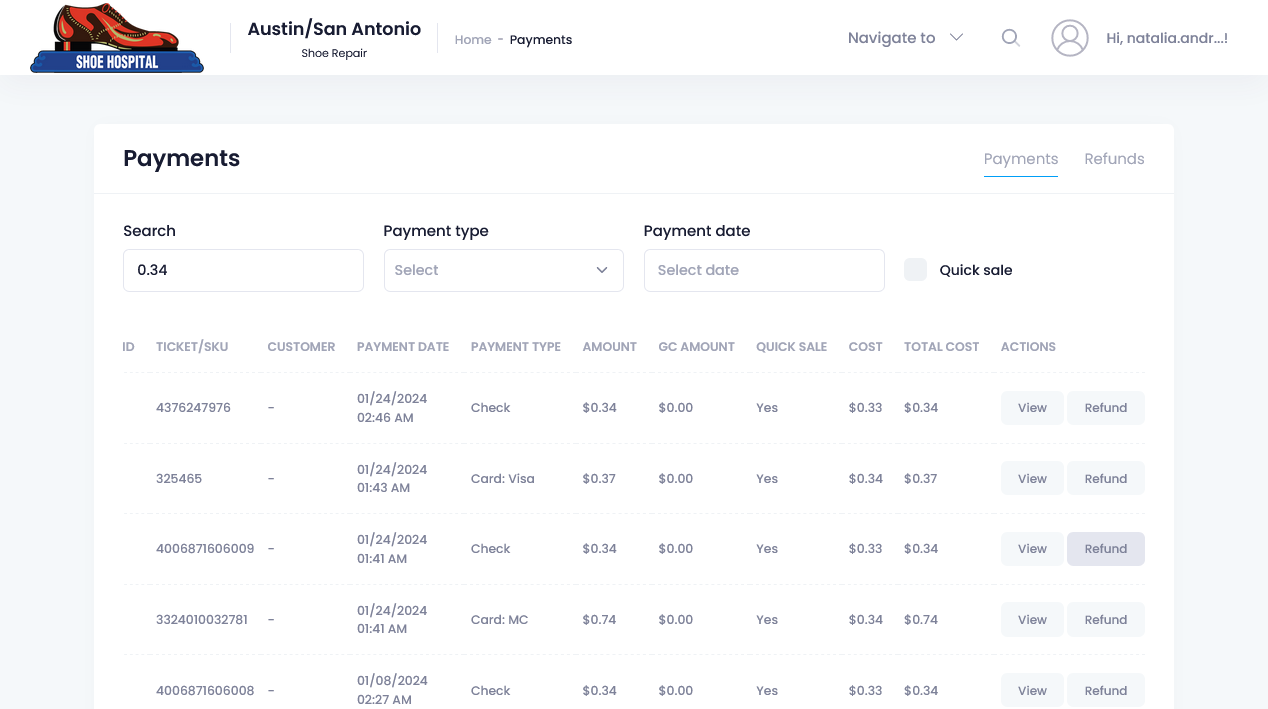 SHOE HOSPITAL
Austin/San Antonio
Shoe Repair
Home - Payments
Navigate to
Hi, natalia.andr...!
Payments
Payments Refunds
Search Payment type Payment date
0.34 Select Select date Quick sale
ID TICKET/SKU CUSTOMER PAYMENT DATE PAYMENT TYPE AMOUNT GC AMOUNT QUICK SALE COST TOTAL COST ACTIONS
4376247976 - 01/24/2024 02:46 AM Check $0.34 $0.00 Yes $0.33 $0.34 View Refund
325465 - 01/24/2024 01:43 AM Card: Visa $0.37 $0.00 Yes $0.34 $0.37 View Refund
4006871606009 - 01/24/2024 01:41 AM Check $0.34 $0.00 Yes $0.33 $0.34 View Refund
3324010032781 - 01/24/2024 01:41 AM Card: MC $0.74 $0.00 Yes $0.34 $0.74 View Refund
4006871606008 - 01/08/2024 02:27 AM Check $0.34 $0.00 Yes $0.33 $0.34 View Refund